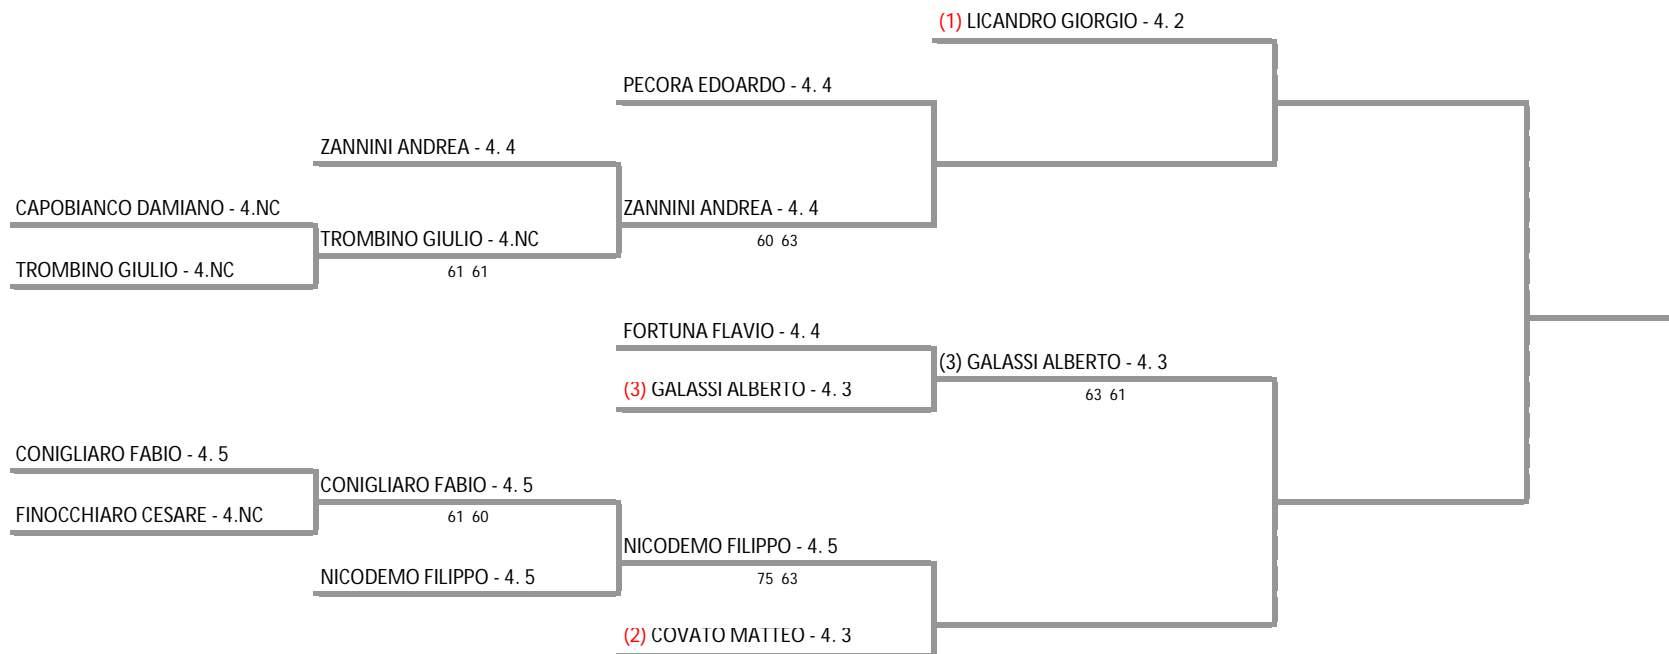 (1) LICANDRO GIORGIO - 4. 2
PECORA EDOARDO - 4. 4
ZANNINI ANDREA - 4. 4
CAPOBIANCO DAMIANO - 4.NC
ZANNINI ANDREA - 4. 4
TROMBINO GIULIO - 4.NC
60 63
TROMBINO GIULIO - 4.NC
61 61
FORTUNA FLAVIO - 4. 4
(3) GALASSI ALBERTO - 4. 3
(3) GALASSI ALBERTO - 4. 3
63 61
CONIGLIARO FABIO - 4. 5
CONIGLIARO FABIO - 4. 5
FINOCCHIARO CESARE - 4.NC
61 60
NICODEMO FILIPPO - 4. 5
NICODEMO FILIPPO - 4. 5
75 63
(2) COVATO MATTEO - 4. 3